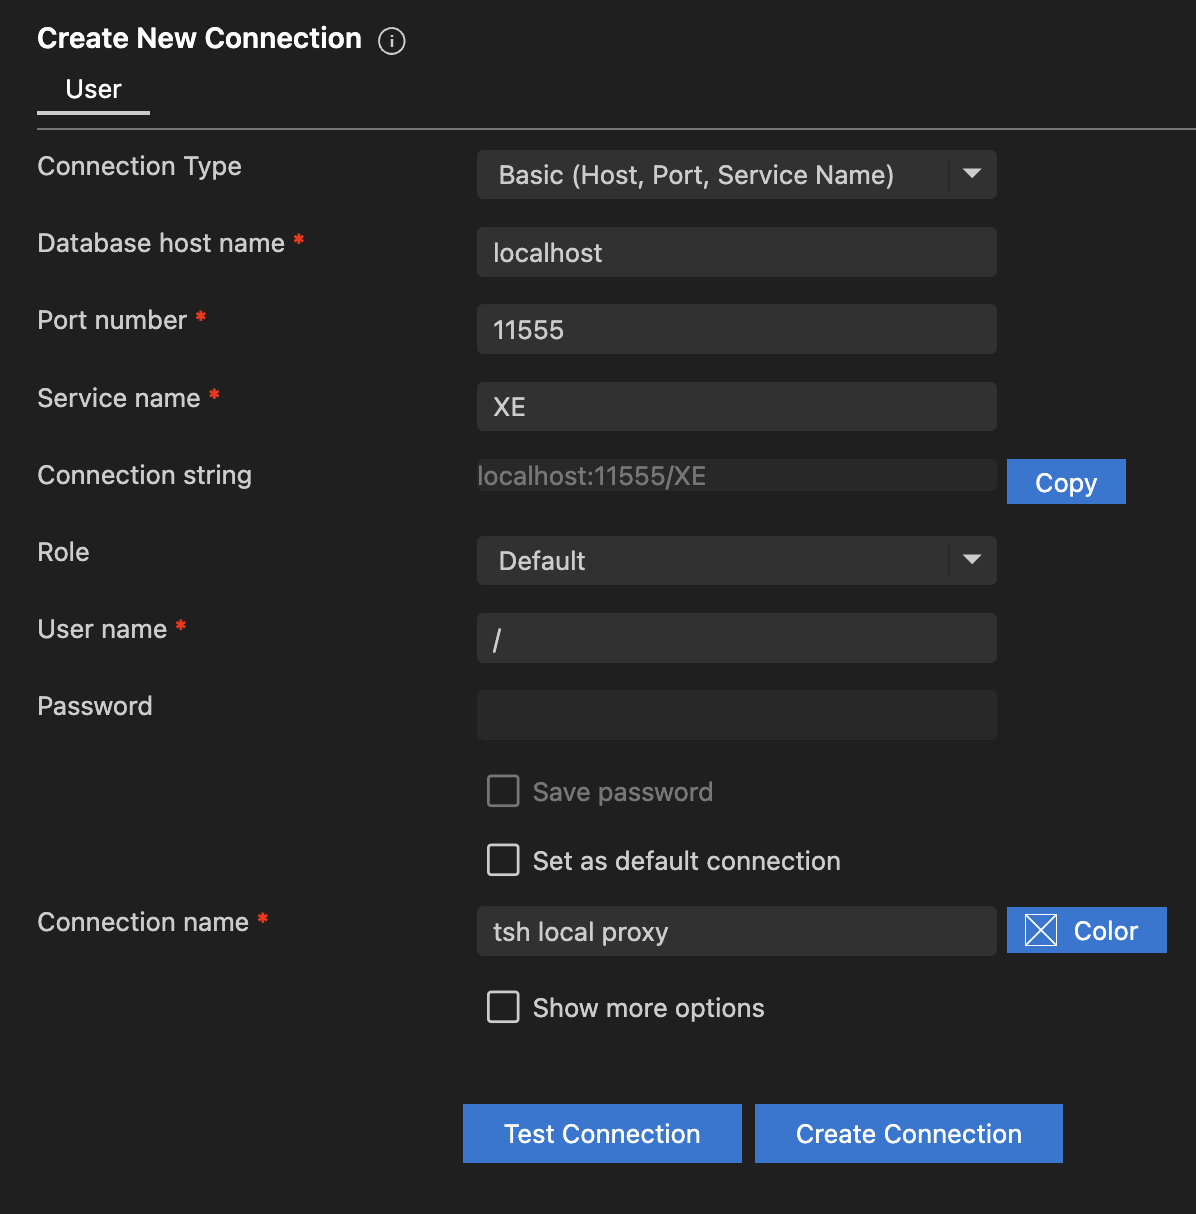 Create New Connection
User
Connection Type
Basic (Host, Port, Service Name)
Database host name *
localhost
Port number *
11555
Service name *
XE
Connection string
localhost:11555/XE
Copy
Role
Default
User name *
/
Password
Save password
Set as default connection
Connection name *
tsh local proxy
Color
Show more options
Test Connection
Create Connection